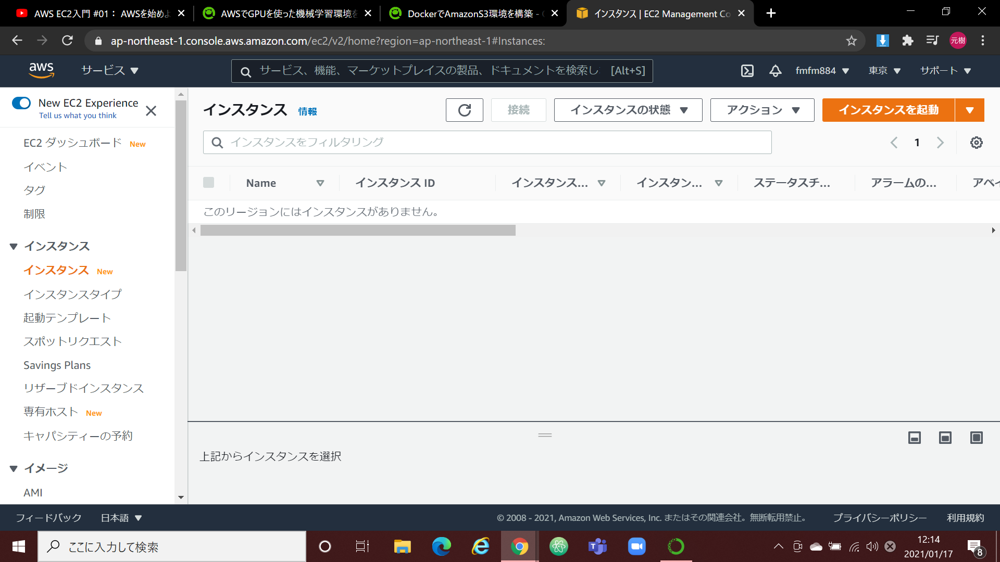 AWS EC2入門 #01： AWSを始めよ
AWSでGPUを使った機械学習環境を
DockerでAmazonS3環境を構築 -
インスタンス | EC2 Management Co
ap-northeast-1.console.aws.amazon.com/ec2/v2/home?region=ap-northeast-1#Instances:
元樹
aws
サービス
サービス、機能、マーケットプレイスの製品、ドキュメントを検索し
[Alt+S]
fmfm884
東京
サポート
New EC2 Experience
Tell us what you think
EC2 ダッシュボード New
イベント
タグ
制限
インスタンス
インスタンス New
インスタンスタイプ
起動テンプレート
スポットリクエスト
Savings Plans
リザーブドインスタンス
専有ホスト New
キャパシティーの予約
イメージ
AMI
インスタンス 情報
接続
インスタンスの状態
アクション
インスタンスを起動
インスタンスをフィルタリング
1
Name
インスタンス ID
インスタンス...
インスタン...
ステータスチ...
アラームの...
アベイ
このリージョンにはインスタンスがありません。
上記からインスタンスを選択
フィードバック
日本語
© 2008 - 2021, Amazon Web Services, Inc. またはその関連会社。無断転用禁止。
プライバシーポリシー
利用規約
ここに入力して検索
12:14
2021/01/17
8